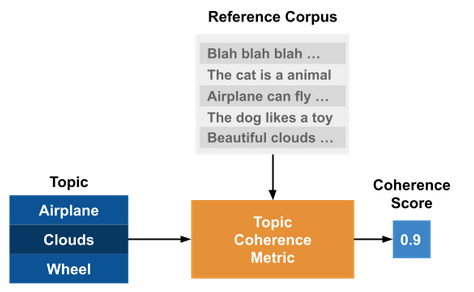 Reference Corpus
Blah blah blah ...
The cat is a animal
Airplane can fly ...
The dog likes a toy
Beautiful clouds ...
Topic
Airplane
Clouds
Wheel
Topic
Coherence
Metric
Coherence
Score
0.9